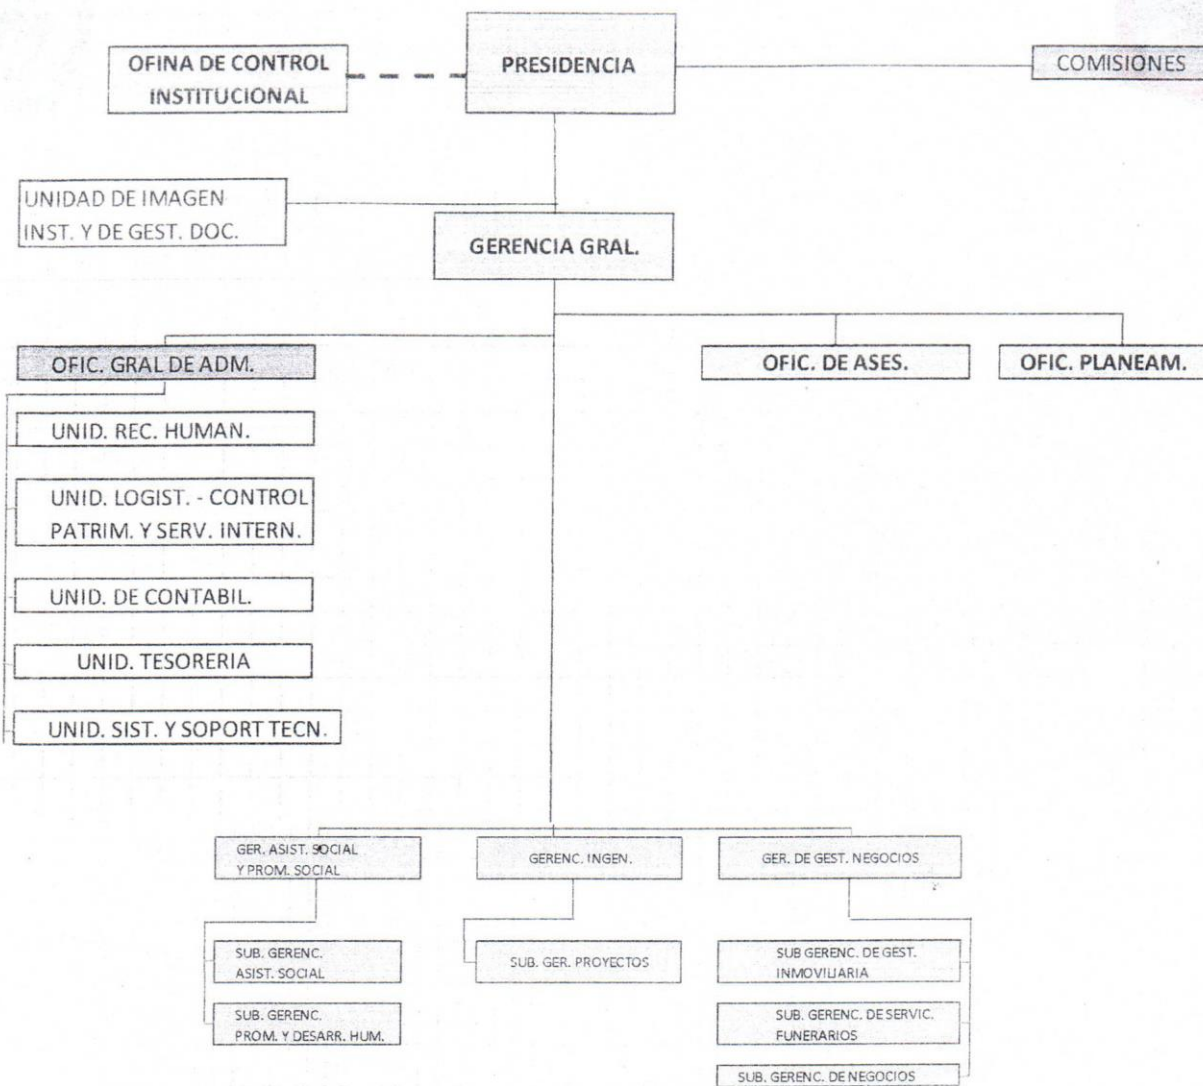 OFINA DE CONTROL
INSTITUCIONAL
PRESIDENCIA
COMISIONES
UNIDAD DE IMAGEN
INST. Y DE GEST. DOC.
GERENCIA GRAL.
OFIC. GRAL DE ADM.
OFIC. DE ASES.
OFIC. PLANEAM.
UNID. REC. HUMAN.
UNID. LOGIST. - CONTROL
PATRIM. Y SERV. INTERN.
UNID. DE CONTABIL.
UNID. TESORERIA
UNID. SIST. Y SOPORT TECN.
GER. ASIST. SOCIAL
Y PROM. SOCIAL
GERENC. INGEN.
GER. DE GEST. NEGOCIOS
SUB. GERENC.
ASIST. SOCIAL
SUB. GER. PROYECTOS
SUB GERENC. DE GEST.
INMOVILIARIA
SUB. GERENC.
PROM. Y DESARR. HUM.
SUB. GERENC. DE SERVIC.
FUNERARIOS
SUB. GERENC. DE NEGOCIOS